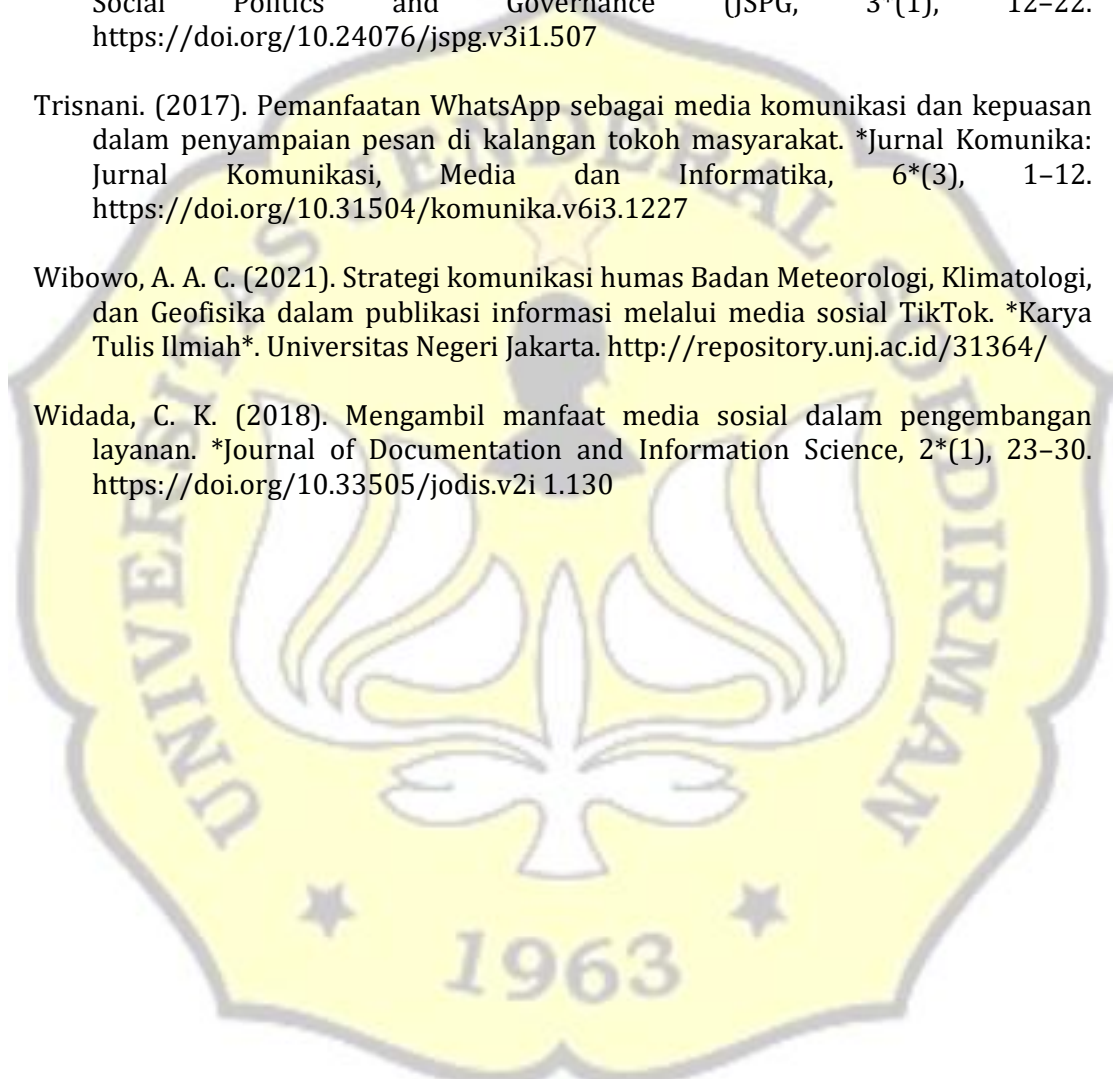 Social Politics and Governance (JSPG, 3*(1), 12–22.
https://doi.org/10.24076/jspg.v3i1.507
Trisnani. (2017). Pemanfaatan WhatsApp sebagai media komunikasi dan kepuasan
dalam penyampaian pesan di kalangan tokoh masyarakat. *Jurnal Komunika:
Jurnal Komunikasi, Media dan Informatika, 6*(3), 1–12.
https://doi.org/10.31504/komunika.v6i3.1227
Wibowo, A. A. C. (2021). Strategi komunikasi humas Badan Meteorologi, Klimatologi,
dan Geofisika dalam publikasi informasi melalui media sosial TikTok. *Karya
Tulis Ilmiah*. Universitas Negeri Jakarta. http://repository.unj.ac.id/31364/
Widada, C. K. (2018). Mengambil manfaat media sosial dalam pengembangan
layanan. *Journal of Documentation and Information Science, 2*(1), 23–30.
https://doi.org/10.33505/jodis.v2i 1.130
UNIVERSITAS JENDERAL SOEDIRMAN
1963